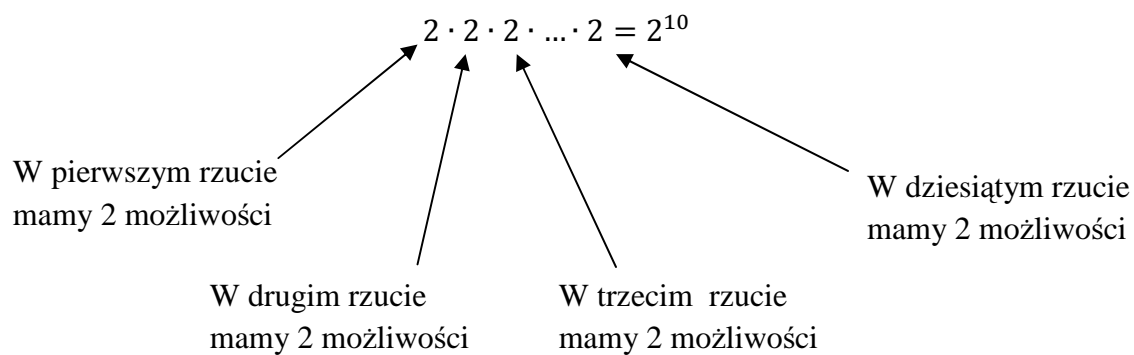 2 · 2 · 2 · … · 2 = 2¹⁰
W pierwszym rzucie
mamy 2 możliwości
W dziesiątym rzucie
mamy 2 możliwości
W drugim rzucie
mamy 2 możliwości
W trzecim rzucie
mamy 2 możliwości